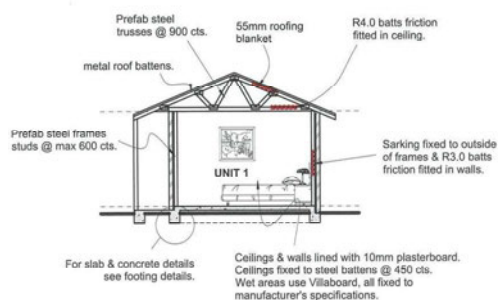 Prefab steel
trusses @ 900 cts.
55mm roofing
blanket
R4.0 batts friction
fitted in ceiling.
metal roof battens.
Prefab steel frames
studs @ max 600 cts.
UNIT 1
Sarking fixed to outside
of frames & R3.0 batts
friction fitted in walls.
For slab & concrete details
see footing details.
Ceilings & walls lined with 10mm plasterboard.
Ceilings fixed to steel battens @ 450 cts.
Wet areas use Villaboard, all fixed to
manufacturer's specifications.